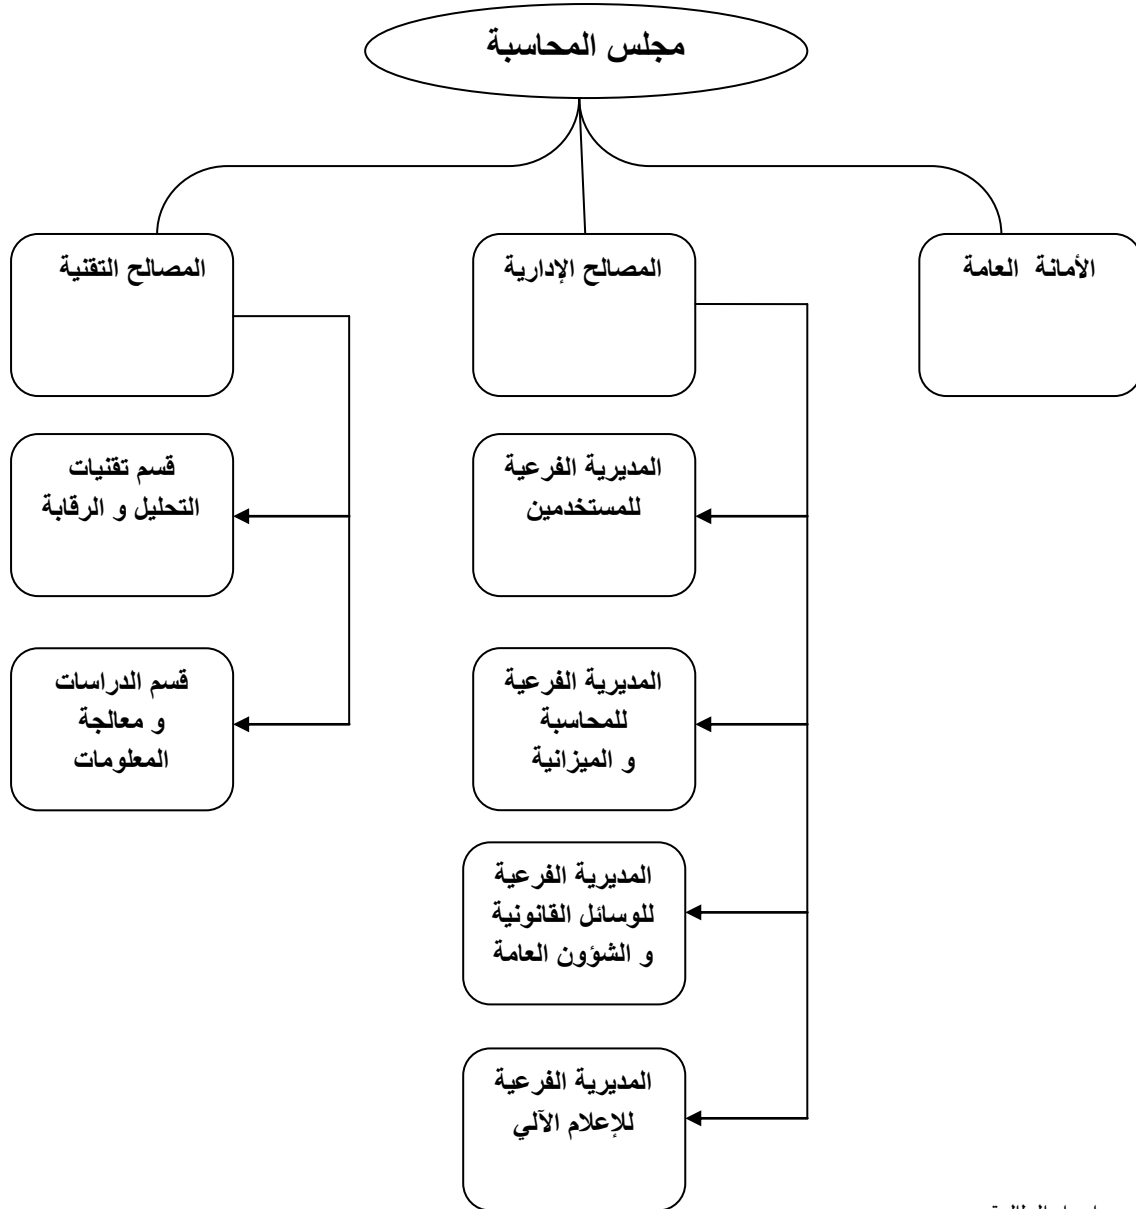 مجلس المحاسبة
الأمانة العامة
المصالح الإدارية
المصالح التقنية
المديرية الفرعية
للمستخدمين
قسم تقنيات
التحليل و الرقابة
المديرية الفرعية
للمحاسبة
و الميزانية
قسم الدراسات
و معالجة
المعلومات
المديرية الفرعية
للوسائل القانونية
و الشؤون العامة
المديرية الفرعية
للإعلام الآلي